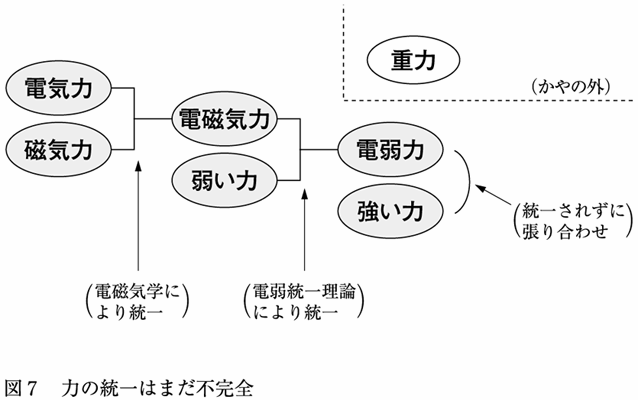 重力
(かやの外)
電気力
磁気力
電磁気力
弱い力
電弱力
強い力
(統一されずに
張り合わせ)
(電磁気学に
より統一)
(電弱統一理論
により統一)
図7 力の統一はまだ不完全